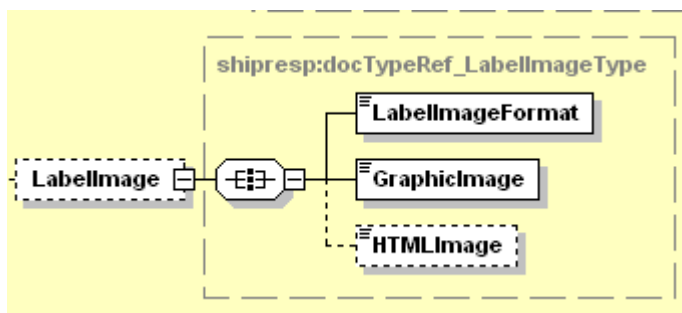 shipresp:docTypeRef_LabelImageType
LabelImageFormat
LabelImage
GraphicImage
HTMLImage